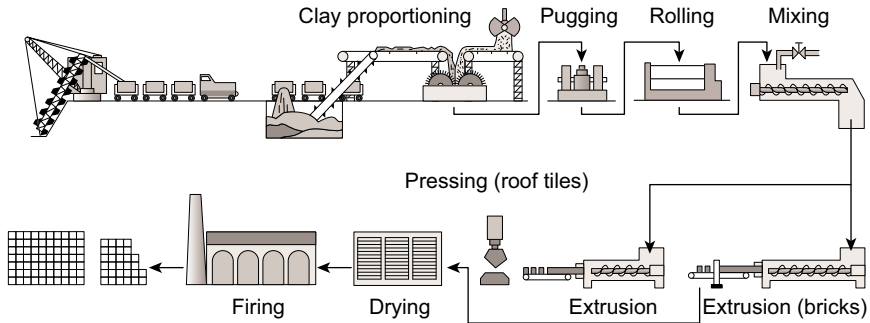 Clay proportioning
Pugging
Rolling
Mixing
Pressing (roof tiles)
Firing
Drying
Extrusion
Extrusion (bricks)